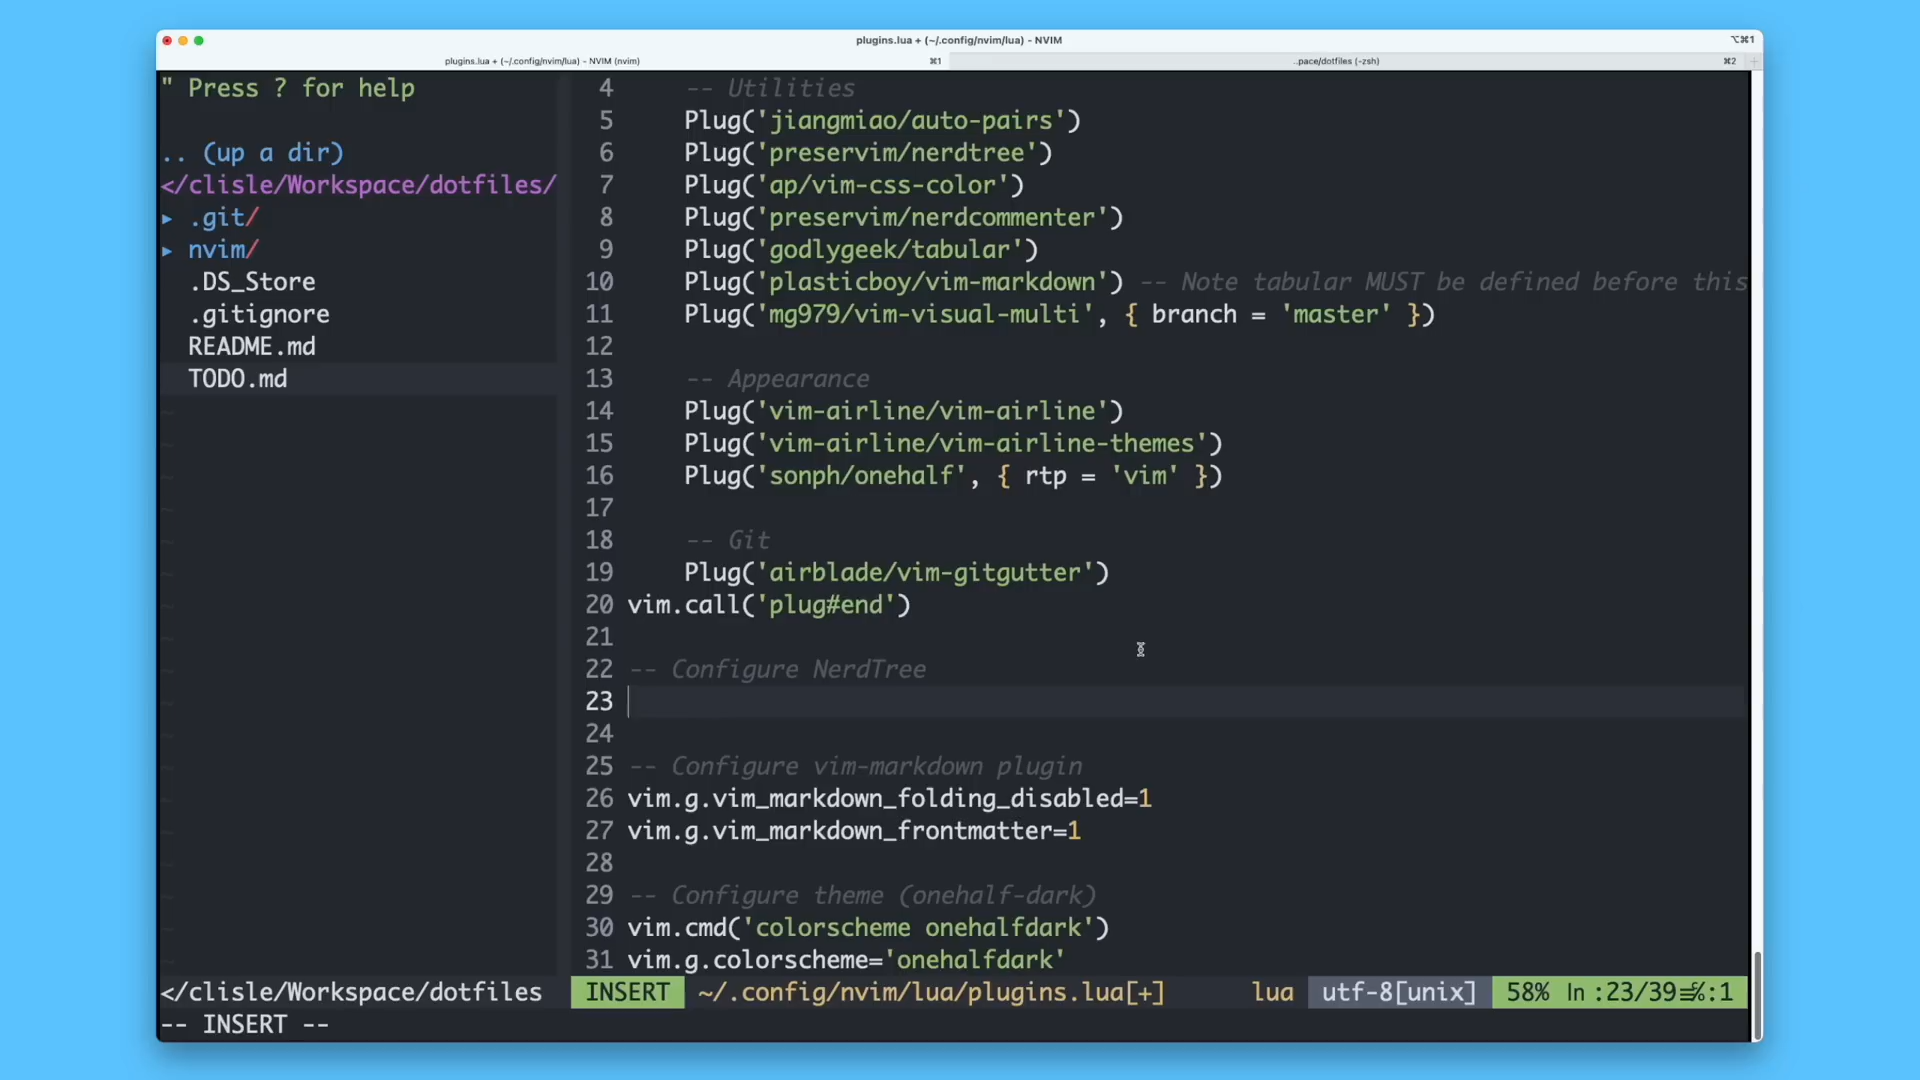 plugins.lua + (~/.config/nvim/lua) - NVIM
⌥⌘1
plugins.lua + (~/.config/nvim/lua) - NVIM (nvim)
⌘1
..pace/dotfiles (-zsh)
⌘2
+
" Press ? for help
.. (up a dir)
</clisle/Workspace/dotfiles/
▸ .git/
▸ nvim/
.DS_Store
.gitignore
README.md
TODO.md
</clisle/Workspace/dotfiles
4 -- Utilities
5 Plug('jiangmiao/auto-pairs')
6 Plug('preservim/nerdtree')
7 Plug('ap/vim-css-color')
8 Plug('preservim/nerdcommenter')
9 Plug('godlygeek/tabular')
10 Plug('plasticboy/vim-markdown') -- Note tabular MUST be defined before this
11 Plug('mg979/vim-visual-multi', { branch = 'master' })
12
13 -- Appearance
14 Plug('vim-airline/vim-airline')
15 Plug('vim-airline/vim-airline-themes')
16 Plug('sonph/onehalf', { rtp = 'vim' })
17
18 -- Git
19 Plug('airblade/vim-gitgutter')
20 vim.call('plug#end')
21
22 -- Configure NerdTree
23
24
25 -- Configure vim-markdown plugin
26 vim.g.vim_markdown_folding_disabled=1
27 vim.g.vim_markdown_frontmatter=1
28
29 -- Configure theme (onehalf-dark)
30 vim.cmd('colorscheme onehalfdark')
31 vim.g.colorscheme='onehalfdark'
INSERT ~/.config/nvim/lua/plugins.lua[+] lua utf-8[unix] 58% ln :23/39≡℅:1
-- INSERT --